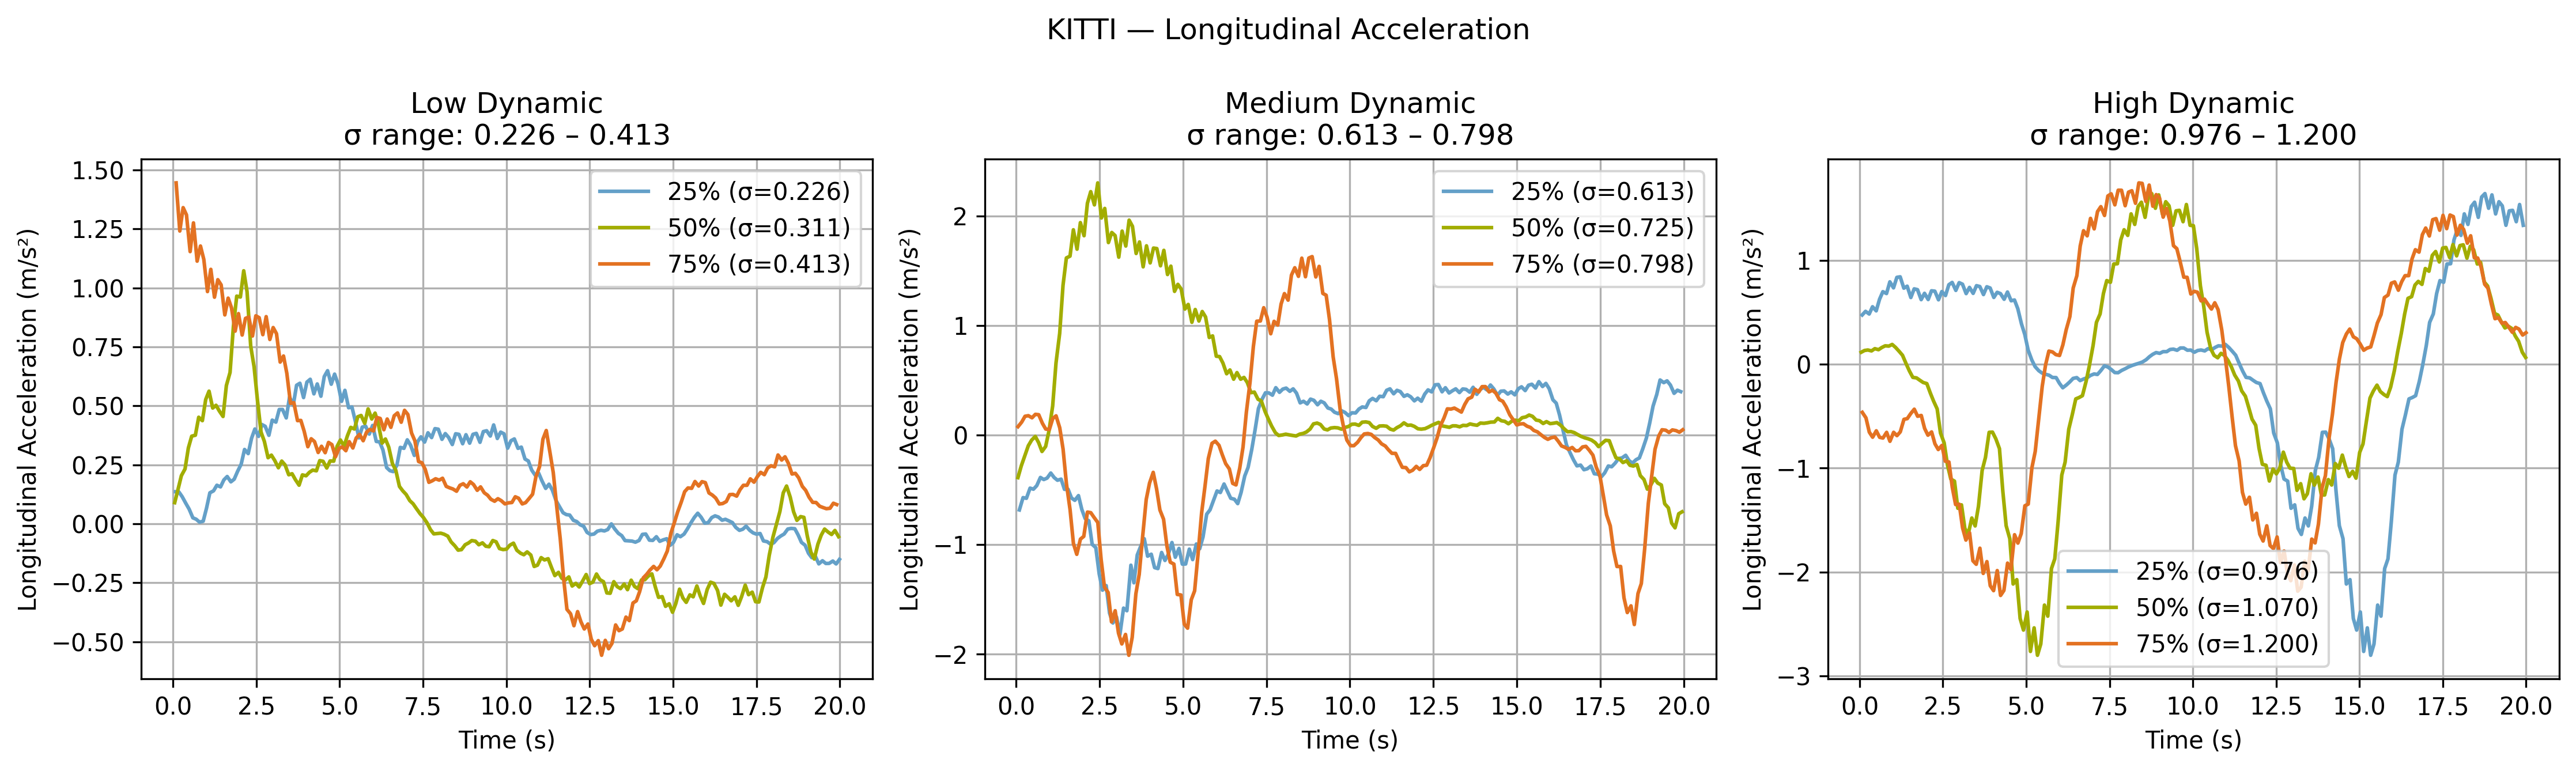 KITTI — Longitudinal Acceleration
Low Dynamic
σ range: 0.226 – 0.413
Longitudinal Acceleration (m/s²)
1.50
1.25
1.00
0.75
0.50
0.25
0.00
−0.25
−0.50
25% (σ=0.226)
50% (σ=0.311)
75% (σ=0.413)
0.0 2.5 5.0 7.5 10.0 12.5 15.0 17.5 20.0
Time (s)
Medium Dynamic
σ range: 0.613 – 0.798
Longitudinal Acceleration (m/s²)
2
1
0
−1
−2
25% (σ=0.613)
50% (σ=0.725)
75% (σ=0.798)
0.0 2.5 5.0 7.5 10.0 12.5 15.0 17.5 20.0
Time (s)
High Dynamic
σ range: 0.976 – 1.200
Longitudinal Acceleration (m/s²)
1
0
−1
−2
−3
25% (σ=0.976)
50% (σ=1.070)
75% (σ=1.200)
0.0 2.5 5.0 7.5 10.0 12.5 15.0 17.5 20.0
Time (s)